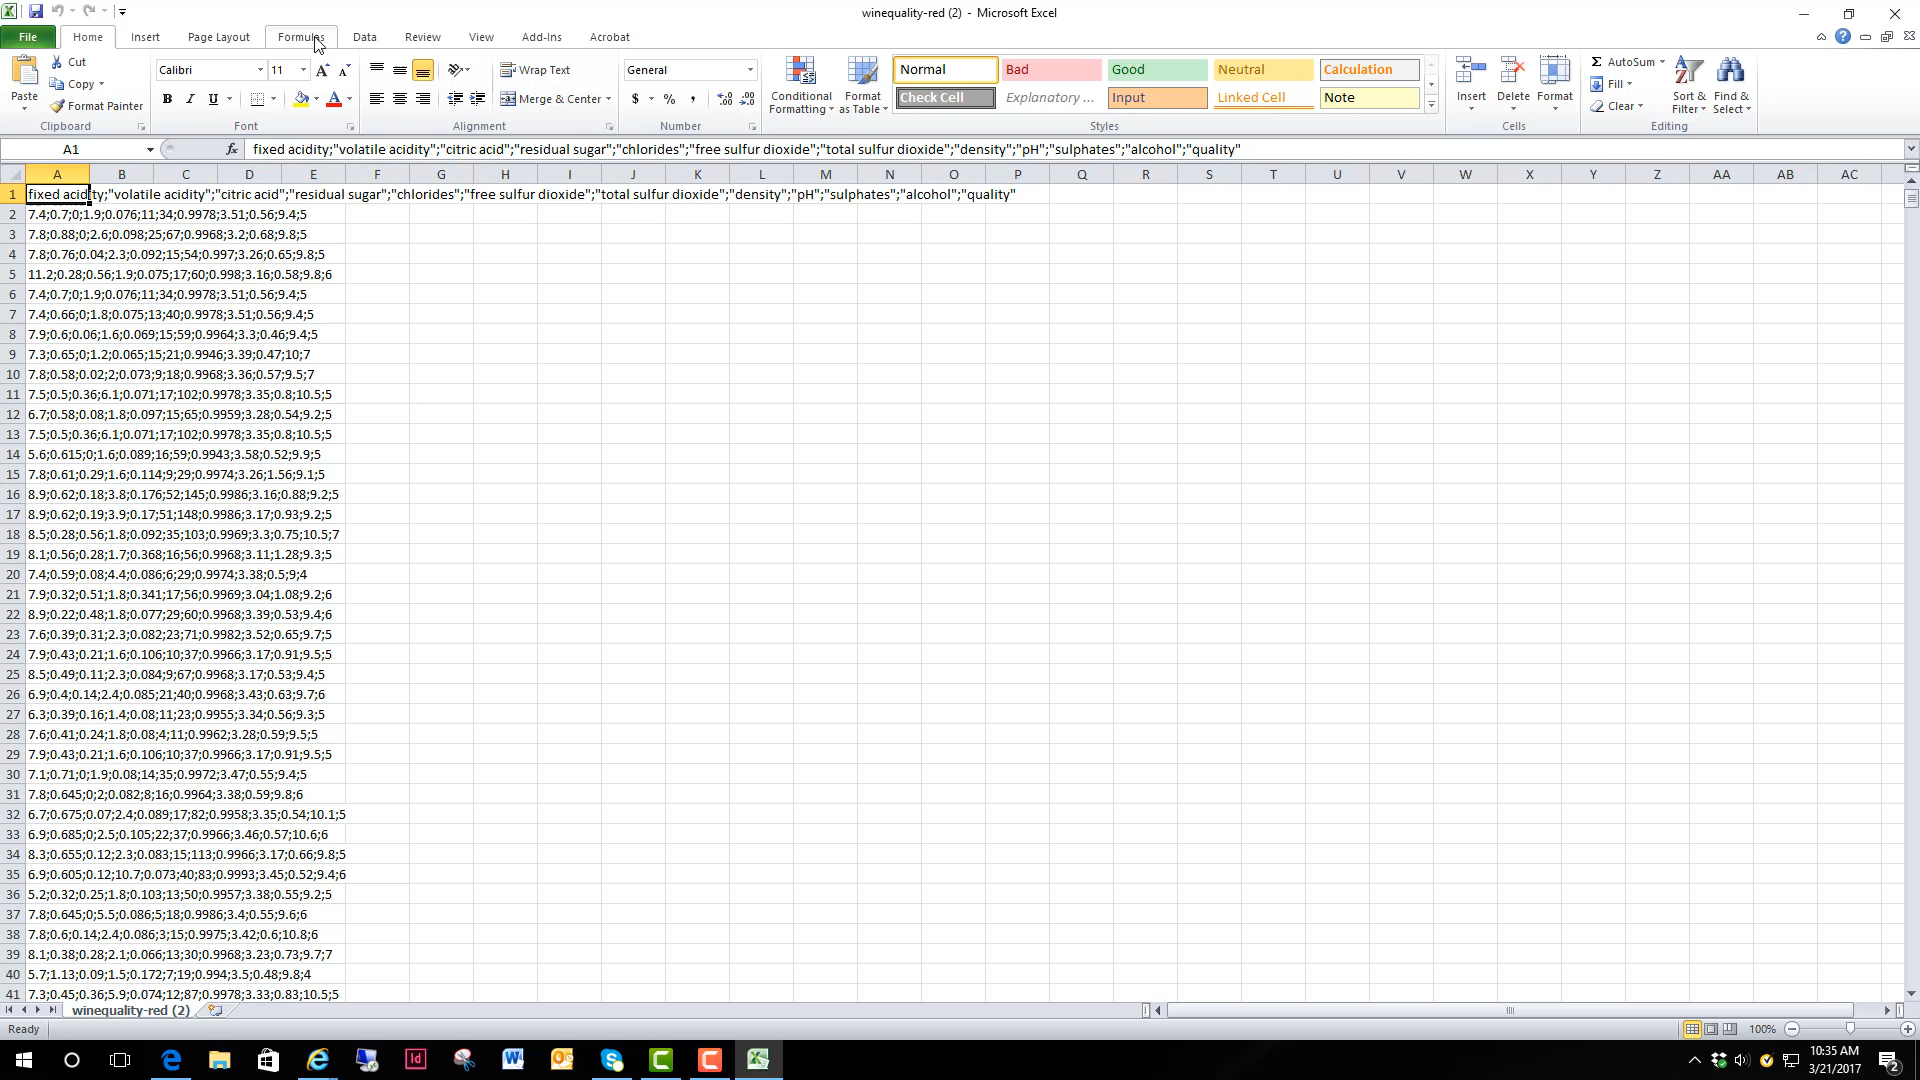 winequality-red (2) - Microsoft Excel
File Home Insert Page Layout Formulas Data Review View Add-Ins Acrobat
Paste Cut Copy Format Painter Clipboard
Calibri 11 B I U Font
Wrap Text Merge & Center Alignment
General $ % , Number
Conditional Formatting Format as Table
Normal Bad Good Neutral Calculation
Check Cell Explanatory ... Input Linked Cell Note
Styles
Insert Delete Format Cells
AutoSum Fill Clear Sort & Filter Find & Select Editing
A1 fx fixed acidity;"volatile acidity";"citric acid";"residual sugar";"chlorides";"free sulfur dioxide";"total sulfur dioxide";"density";"pH";"sulphates";"alcohol";"quality"
A B C D E F G H I J K L M N O P Q R S T U V W X Y Z AA AB AC
1 fixed acidity;"volatile acidity";"citric acid";"residual sugar";"chlorides";"free sulfur dioxide";"total sulfur dioxide";"density";"pH";"sulphates";"alcohol";"quality"
2 7.4;0.7;0;1.9;0.076;11;34;0.9978;3.51;0.56;9.4;5
3 7.8;0.88;0;2.6;0.098;25;67;0.9968;3.2;0.68;9.8;5
4 7.8;0.76;0.04;2.3;0.092;15;54;0.997;3.26;0.65;9.8;5
5 11.2;0.28;0.56;1.9;0.075;17;60;0.998;3.16;0.58;9.8;6
6 7.4;0.7;0;1.9;0.076;11;34;0.9978;3.51;0.56;9.4;5
7 7.4;0.66;0;1.8;0.075;13;40;0.9978;3.51;0.56;9.4;5
8 7.9;0.6;0.06;1.6;0.069;15;59;0.9964;3.3;0.46;9.4;5
9 7.3;0.65;0;1.2;0.065;15;21;0.9946;3.39;0.47;10;7
10 7.8;0.58;0.02;2;0.073;9;18;0.9968;3.36;0.57;9.5;7
11 7.5;0.5;0.36;6.1;0.071;17;102;0.9978;3.35;0.8;10.5;5
12 6.7;0.58;0.08;1.8;0.097;15;65;0.9959;3.28;0.54;9.2;5
13 7.5;0.5;0.36;6.1;0.071;17;102;0.9978;3.35;0.8;10.5;5
14 5.6;0.615;0;1.6;0.089;16;59;0.9943;3.58;0.52;9.9;5
15 7.8;0.61;0.29;1.6;0.114;9;29;0.9974;3.26;1.56;9.1;5
16 8.9;0.62;0.18;3.8;0.176;52;145;0.9986;3.16;0.88;9.2;5
17 8.9;0.62;0.19;3.9;0.17;51;148;0.9986;3.17;0.93;9.2;5
18 8.5;0.28;0.56;1.8;0.092;35;103;0.9969;3.3;0.75;10.5;7
19 8.1;0.56;0.28;1.7;0.368;16;56;0.9968;3.11;1.28;9.3;5
20 7.4;0.59;0.08;4.4;0.086;6;29;0.9974;3.38;0.5;9;4
21 7.9;0.32;0.51;1.8;0.341;17;56;0.9969;3.04;1.08;9.2;6
22 8.9;0.22;0.48;1.8;0.077;29;60;0.9968;3.39;0.53;9.4;6
23 7.6;0.39;0.31;2.3;0.082;23;71;0.9982;3.52;0.65;9.7;5
24 7.9;0.43;0.21;1.6;0.106;10;37;0.9966;3.17;0.91;9.5;5
25 8.5;0.49;0.11;2.3;0.084;9;67;0.9968;3.17;0.53;9.4;5
26 6.9;0.4;0.14;2.4;0.085;21;40;0.9968;3.43;0.63;9.7;6
27 6.3;0.39;0.16;1.4;0.08;11;23;0.9955;3.34;0.56;9.3;5
28 7.6;0.41;0.24;1.8;0.08;4;11;0.9962;3.28;0.59;9.5;5
29 7.9;0.43;0.21;1.6;0.106;10;37;0.9966;3.17;0.91;9.5;5
30 7.1;0.71;0;1.9;0.08;14;35;0.9972;3.47;0.55;9.4;5
31 7.8;0.645;0;2;0.082;8;16;0.9964;3.38;0.59;9.8;6
32 6.7;0.675;0.07;2.4;0.089;17;82;0.9958;3.35;0.54;10.1;5
33 6.9;0.685;0;2.5;0.105;22;37;0.9966;3.46;0.57;10.6;6
34 8.3;0.655;0.12;2.3;0.083;15;113;0.9966;3.17;0.66;9.8;5
35 6.9;0.605;0.12;10.7;0.073;40;83;0.9993;3.45;0.52;9.4;6
36 5.2;0.32;0.25;1.8;0.103;13;50;0.9957;3.38;0.55;9.2;5
37 7.8;0.645;0;5.5;0.086;5;18;0.9986;3.4;0.55;9.6;6
38 7.8;0.6;0.14;2.4;0.086;3;15;0.9975;3.42;0.6;10.8;6
39 8.1;0.38;0.28;2.1;0.066;13;30;0.9968;3.23;0.73;9.7;7
40 5.7;1.13;0.09;1.5;0.172;7;19;0.994;3.5;0.48;9.8;4
41 7.3;0.45;0.36;5.9;0.074;12;87;0.9978;3.33;0.83;10.5;5
winequality-red (2)
Ready 100%
10:35 AM
3/21/2017
2